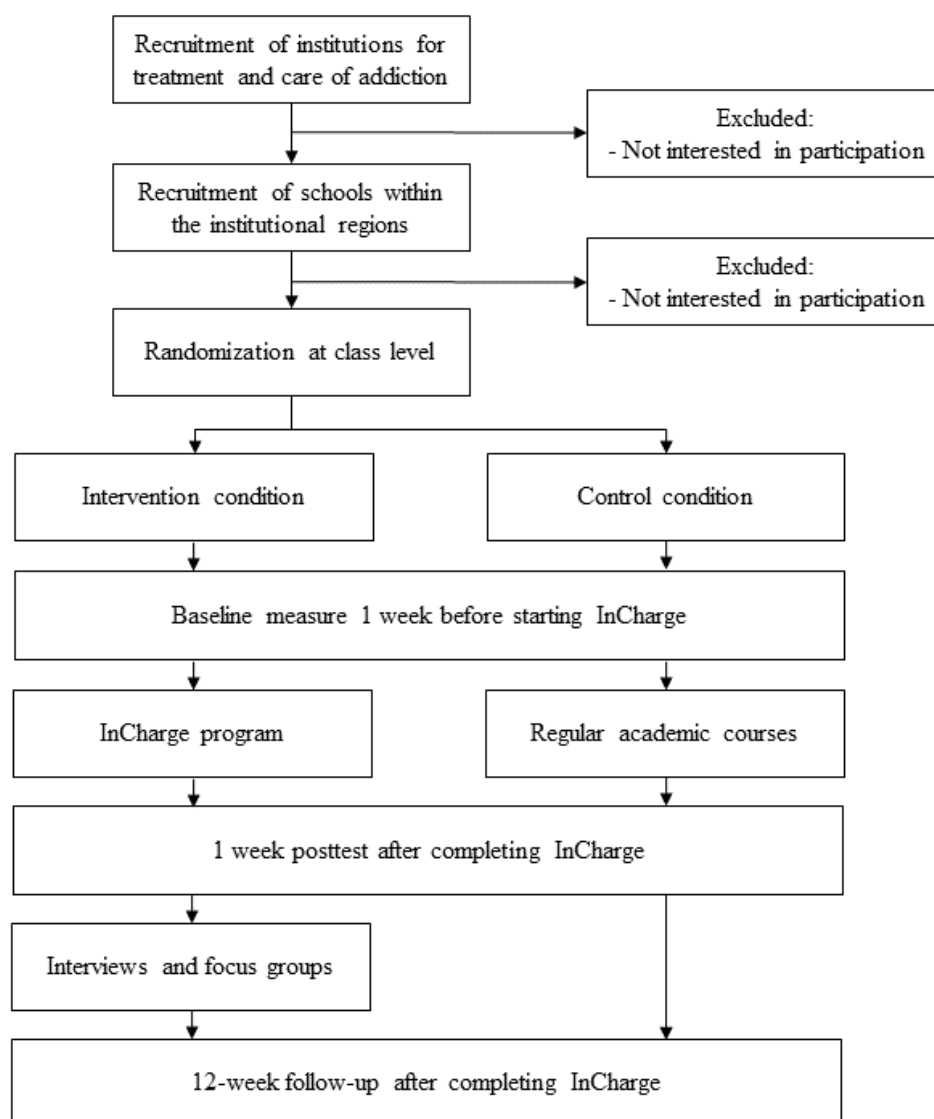 Recruitment of institutions for
treatment and care of addiction
Excluded:
- Not interested in participation
Recruitment of schools within
the institutional regions
Excluded:
- Not interested in participation
Randomization at class level
Intervention condition
Control condition
Baseline measure 1 week before starting InCharge
InCharge program
Regular academic courses
1 week posttest after completing InCharge
Interviews and focus groups
12-week follow-up after completing InCharge